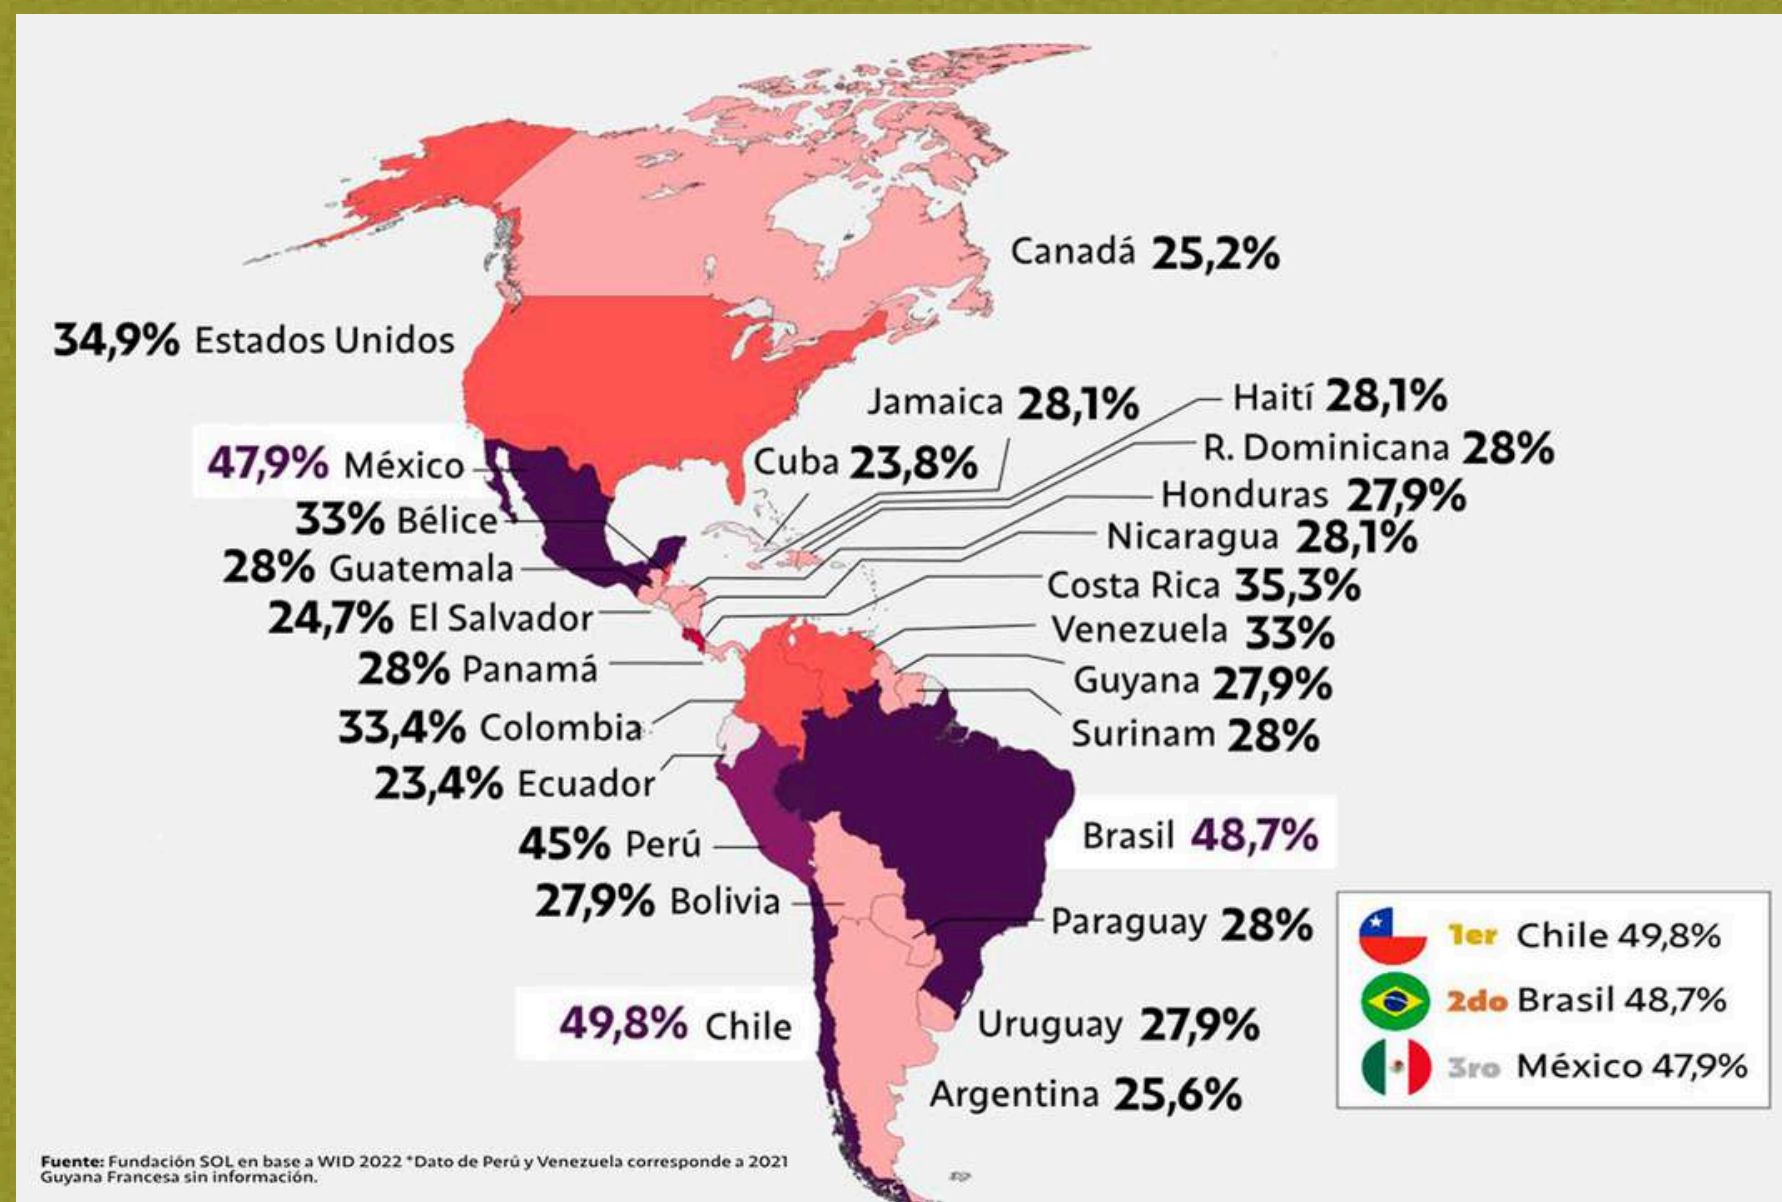 Canadá 25,2%
34,9% Estados Unidos
Jamaica 28,1%
Haití 28,1%
47,9% México
Cuba 23,8%
R. Dominicana 28%
33% Bélice
Honduras 27,9%
28% Guatemala
Nicaragua 28,1%
24,7% El Salvador
Costa Rica 35,3%
28% Panamá
Venezuela 33%
Guyana 27,9%
33,4% Colombia
Surinam 28%
23,4% Ecuador
45% Perú
Brasil 48,7%
27,9% Bolivia
Paraguay 28%
49,8% Chile
Uruguay 27,9%
Argentina 25,6%
1er Chile 49,8%
2do Brasil 48,7%
3ro México 47,9%
Fuente: Fundación SOL en base a WID 2022 *Dato de Perú y Venezuela corresponde a 2021
Guyana Francesa sin información.